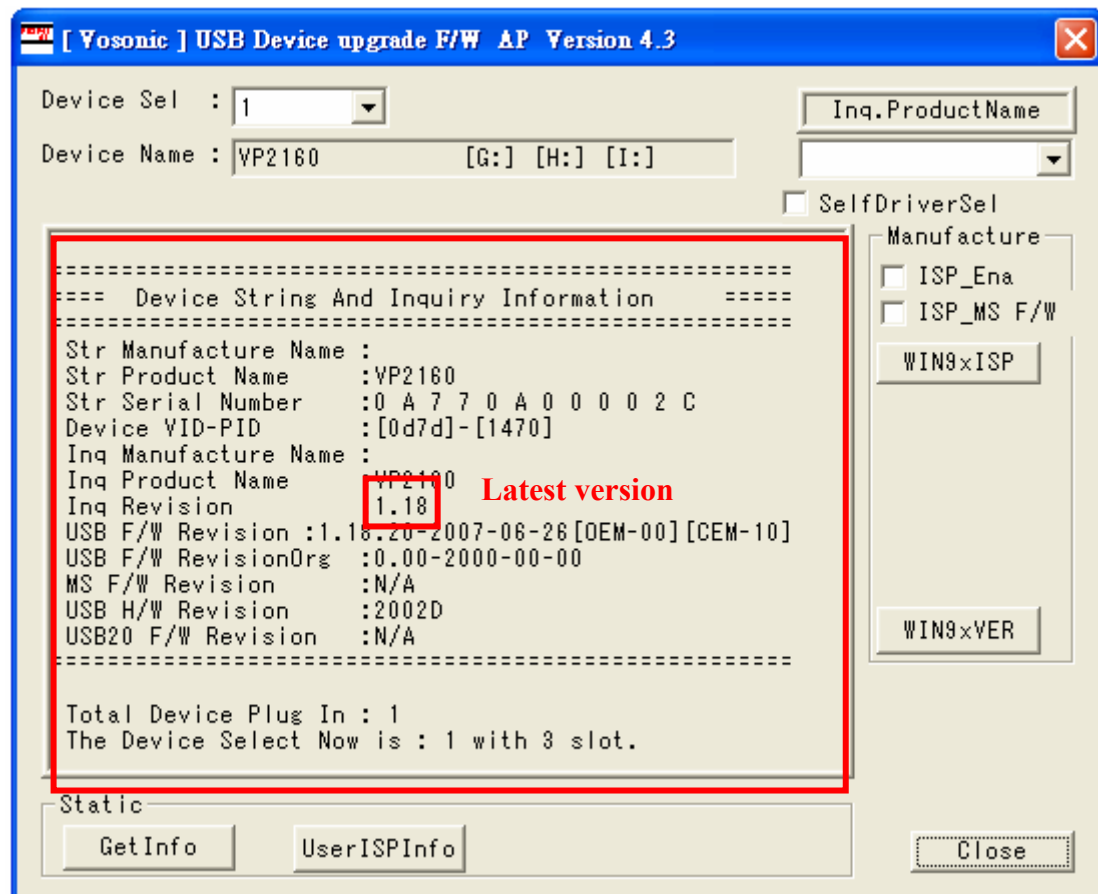 [ Vosonic ] USB Device upgrade F/W AP Version 4.3
Device Sel : 1
Inq.ProductName
Device Name : VP2160 [G:] [H:] [I:]
SelfDriverSel
Manufacture
ISP_Ena
ISP_MS F/W
WIN9xISP
WIN9xVER
=======================================================
==== Device String And Inquiry Information =====
=======================================================
Str Manufacture Name :
Str Product Name :VP2160
Str Serial Number :0 A 7 7 0 A 0 0 0 0 2 C
Device VID-PID :[0d7d]-[1470]
Inq Manufacture Name :
Inq Product Name :VP2160
Latest version
Inq Revision :1.18
USB F/W Revision :1.18.20-2007-06-26[OEM-00][CEM-10]
USB F/W RevisionOrg :0.00-2000-00-00
MS F/W Revision :N/A
USB H/W Revision :2002D
USB20 F/W Revision :N/A
=======================================================
Total Device Plug In : 1
The Device Select Now is : 1 with 3 slot.
Static
GetInfo
UserISPInfo
Close